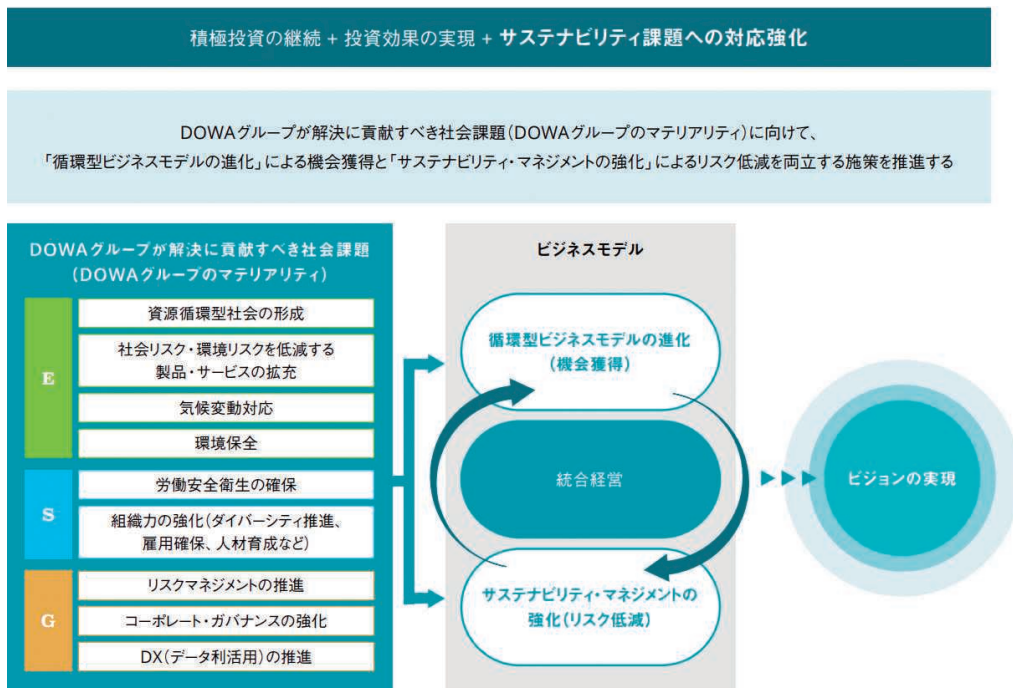 積極投資の継続 + 投資効果の実現 + サステナビリティ課題への対応強化
DOWAグループが解決に貢献すべき社会課題(DOWAグループのマテリアリティ)に向けて、
「循環型ビジネスモデルの進化」による機会獲得と「サステナビリティ・マネジメントの強化」によるリスク低減を両立する施策を推進する
DOWAグループが解決に貢献すべき社会課題
(DOWAグループのマテリアリティ)
E
資源循環型社会の形成
社会リスク・環境リスクを低減する
製品・サービスの拡充
気候変動対応
環境保全
S
労働安全衛生の確保
組織力の強化(ダイバーシティ推進、
雇用確保、人材育成など)
G
リスクマネジメントの推進
コーポレート・ガバナンスの強化
DX(データ利活用)の推進
ビジネスモデル
循環型ビジネスモデルの進化
(機会獲得)
統合経営
サステナビリティ・マネジメントの
強化(リスク低減)
ビジョンの実現